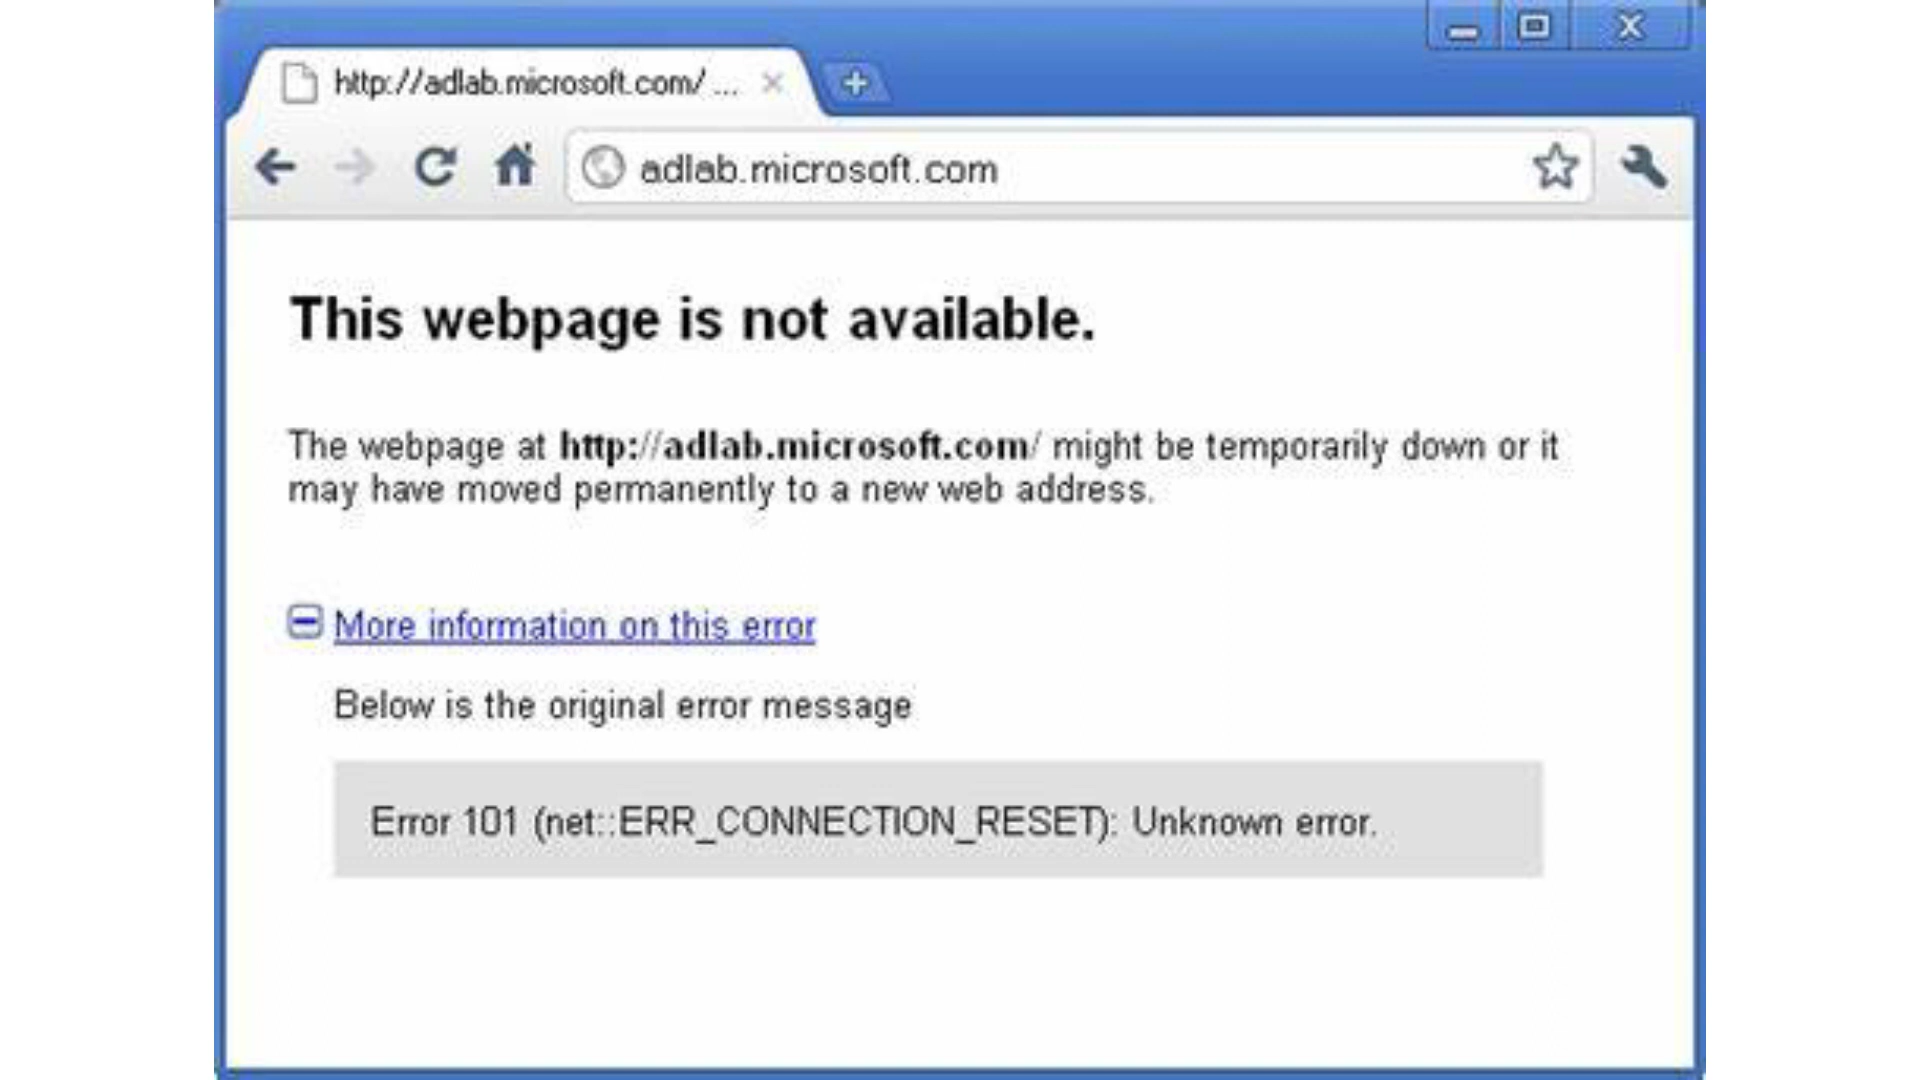 http://adlab.microsoft.com/ ...
adlab.microsoft.com
This webpage is not available.
The webpage at http://adlab.microsoft.com/ might be temporarily down or it
may have moved permanently to a new web address.
More information on this error
Below is the original error message
Error 101 (net::ERR_CONNECTION_RESET): Unknown error.